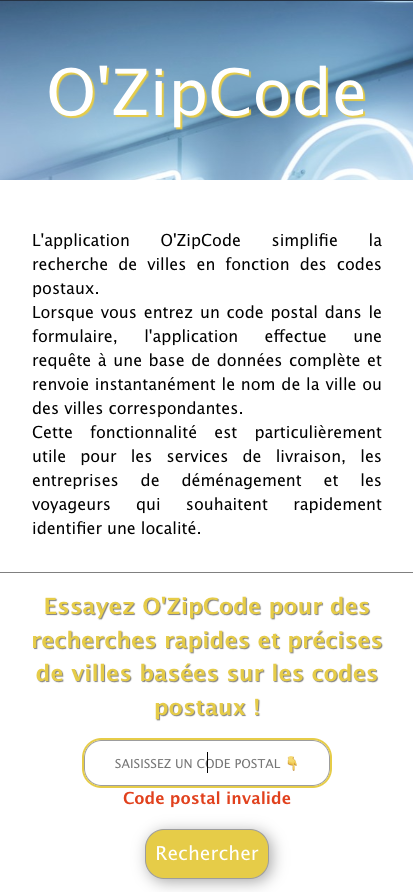 O'ZipCode
L'application O'ZipCode simplifie la
recherche de villes en fonction des codes
postaux.
Lorsque vous entrez un code postal dans le
formulaire, l'application effectue une
requête à une base de données complète et
renvoie instantanément le nom de la ville ou
des villes correspondantes.
Cette fonctionnalité est particulièrement
utile pour les services de livraison, les
entreprises de déménagement et les
voyageurs qui souhaitent rapidement
identifier une localité.
Essayez O'ZipCode pour des
recherches rapides et précises
de villes basées sur les codes
postaux !
SAISISSEZ UN CODE POSTAL 👇
Code postal invalide
Rechercher